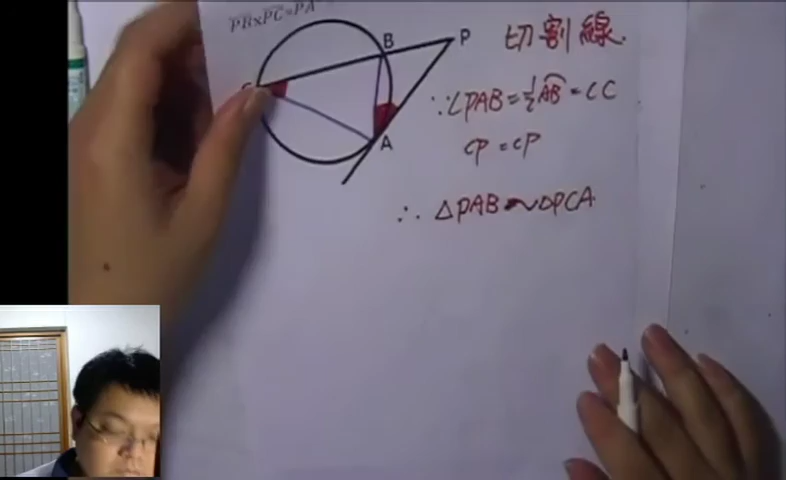 PB×PC=PA
切割線.
B
P
C
A
∵∠PAB=½AB=∠C
∠P=∠P
∴ △PAB~△PCA